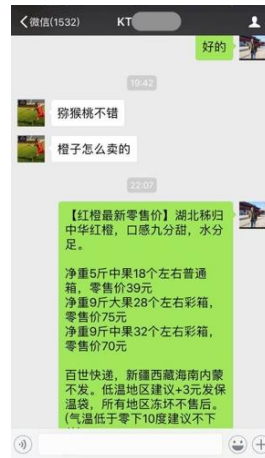 微信(1532)
KT
好的
19:42
猕猴桃不错
橙子怎么卖的
22:07
【红橙最新零售价】湖北秭归
中华红橙，口感九分甜，水分
足。
净重5斤中果18个左右普通
箱，零售价39元
净重9斤大果28个左右彩箱，
零售价75元
净重9斤中果32个左右彩箱，
零售价70元
百世快递，新疆西藏海南内蒙
不发。低温地区建议+3元发保
温袋，所有地区冻坏不售后。
(气温低于零下10度建议不下